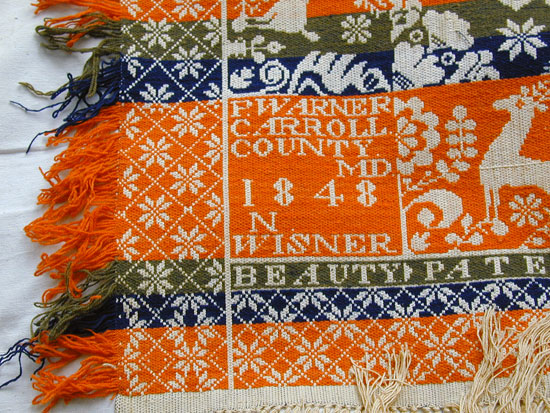 P WARNER
CARROLL
COUNTY
MD
1848
N
WISNER
BEAUTY PATE